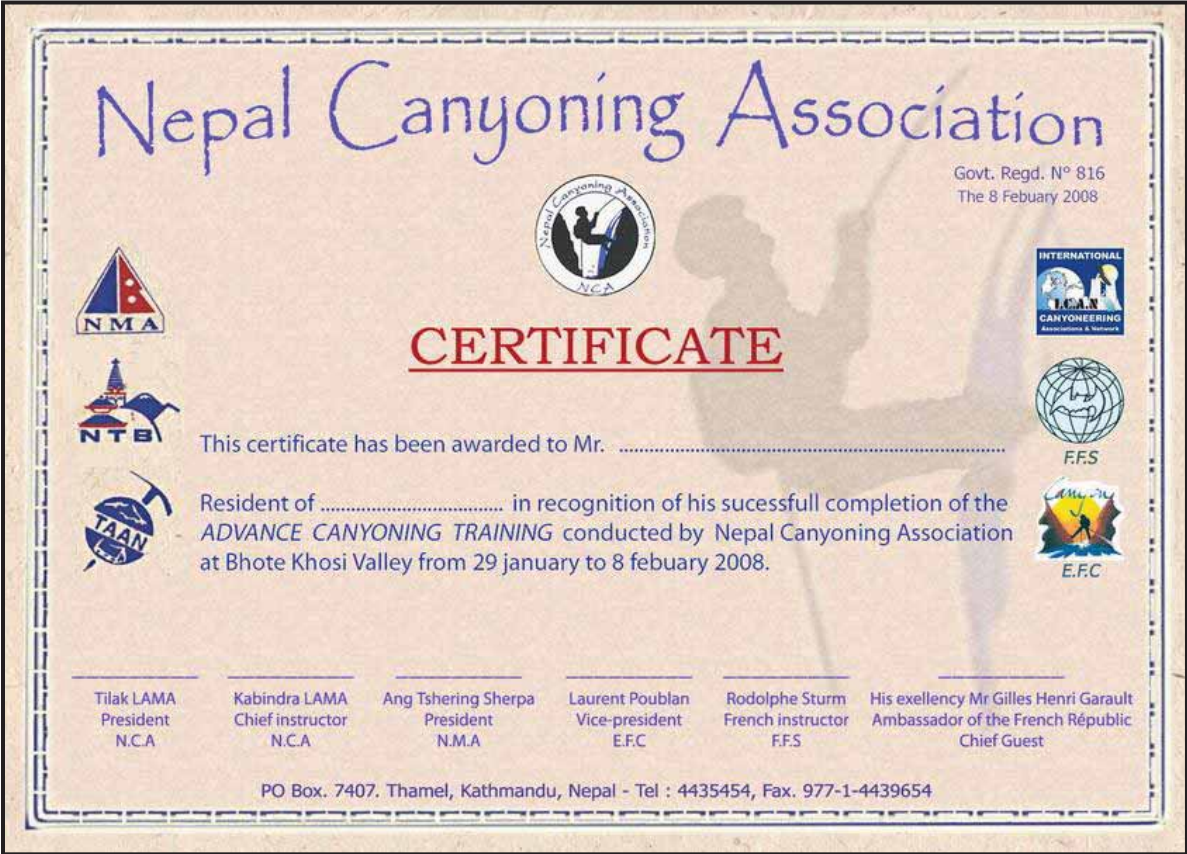 Nepal Canyoning Association
Govt. Regd. N° 816
The 8 Febuary 2008
Nepal Canyoning Association
NCA
NMA
NTB
TAAN
INTERNATIONAL
I.C.A.N
CANYONEERING
Associations & Network
F.F.S
Canyon
E.F.C
CERTIFICATE
This certificate has been awarded to Mr. ............................................................................
Resident of .................................... in recognition of his sucessfull completion of the
ADVANCE CANYONING TRAINING conducted by Nepal Canyoning Association
at Bhote Khosi Valley from 29 january to 8 febuary 2008.
Tilak LAMA
President
N.C.A
Kabindra LAMA
Chief instructor
N.C.A
Ang Tshering Sherpa
President
N.M.A
Laurent Poublan
Vice-president
E.F.C
Rodolphe Sturm
French instructor
F.F.S
His exellency Mr Gilles Henri Garault
Ambassador of the French Républic
Chief Guest
PO Box. 7407. Thamel, Kathmandu, Nepal - Tel : 4435454, Fax. 977-1-4439654